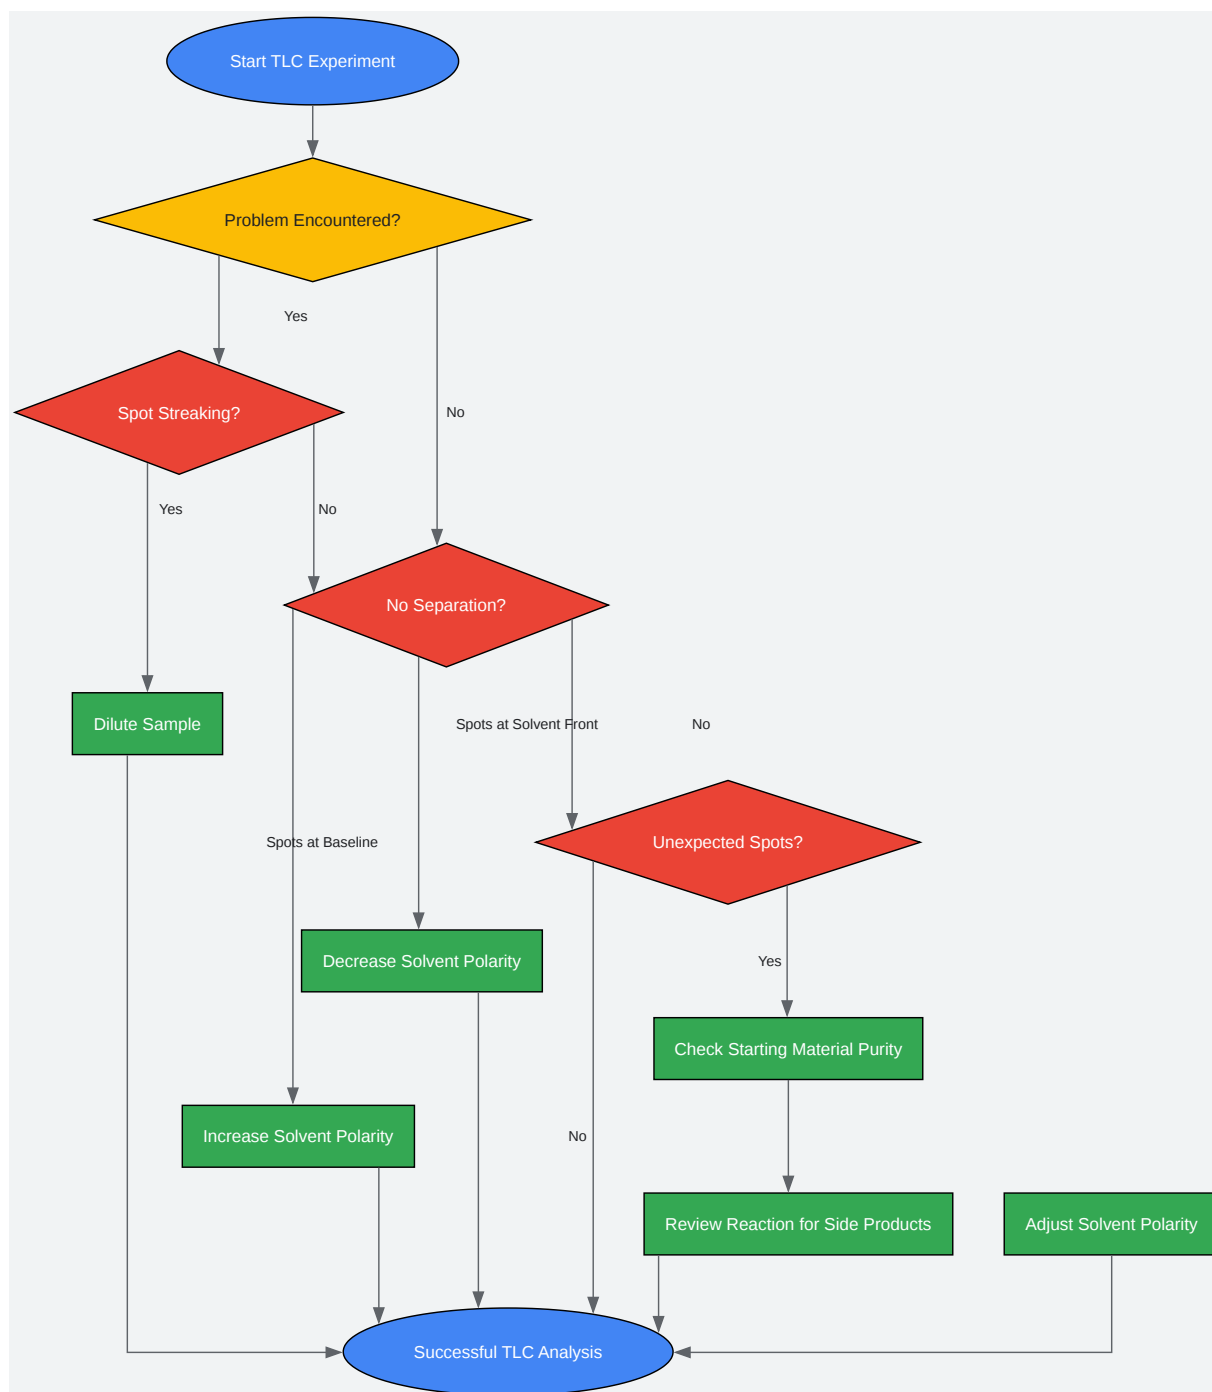 Start TLC Experiment
Problem Encountered?
Yes
Spot Streaking?
No
Yes
No
No Separation?
Dilute Sample
Spots at Solvent Front
No
Spots at Baseline
Unexpected Spots?
Decrease Solvent Polarity
Yes
Check Starting Material Purity
Increase Solvent Polarity
No
Review Reaction for Side Products
Adjust Solvent Polarity
Successful TLC Analysis